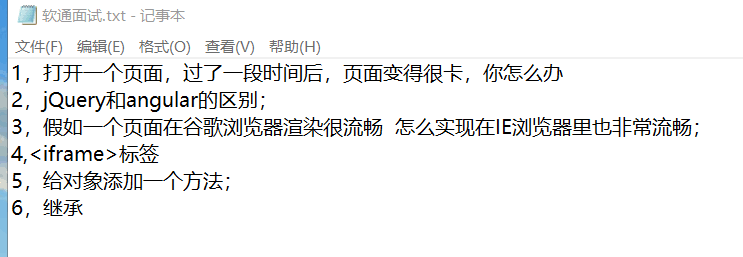 软通面试.txt - 记事本
文件(F) 编辑(E) 格式(O) 查看(V) 帮助(H)
1，打开一个页面，过了一段时间后，页面变得很卡，你怎么办
2，jQuery和angular的区别；
3，假如一个页面在谷歌浏览器渲染很流畅  怎么实现在IE浏览器里也非常流畅；
4,<iframe>标签
5，给对象添加一个方法；
6，继承